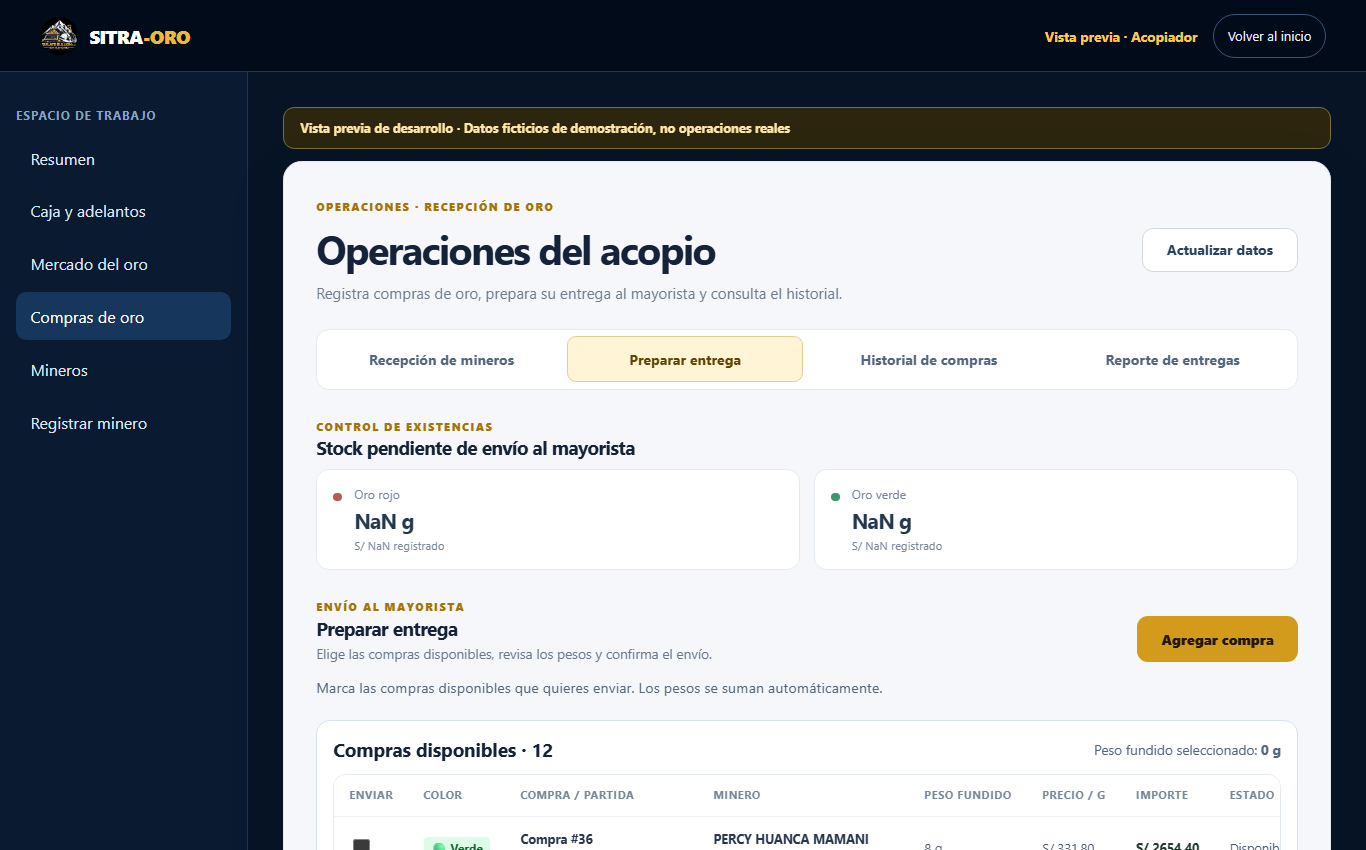 SITRA-ORO
Vista previa · Acopiador
Volver al inicio
ESPACIO DE TRABAJO
Resumen
Caja y adelantos
Mercado del oro
Compras de oro
Mineros
Registrar minero
Vista previa de desarrollo · Datos ficticios de demostración, no operaciones reales
OPERACIONES · RECEPCIÓN DE ORO
Operaciones del acopio
Actualizar datos
Registra compras de oro, prepara su entrega al mayorista y consulta el historial.
Recepción de mineros
Preparar entrega
Historial de compras
Reporte de entregas
CONTROL DE EXISTENCIAS
Stock pendiente de envío al mayorista
Oro rojo
NaN g
S/ NaN registrado
Oro verde
NaN g
S/ NaN registrado
ENVÍO AL MAYORISTA
Preparar entrega
Elige las compras disponibles, revisa los pesos y confirma el envío.
Agregar compra
Marca las compras disponibles que quieres enviar. Los pesos se suman automáticamente.
Compras disponibles · 12
Peso fundido seleccionado: 0 g
ENVIAR COLOR COMPRA / PARTIDA MINERO PESO FUNDIDO PRECIO / G IMPORTE ESTADO
Compra #36 PERCY HUANCA MAMANI
Verde 8 g S/ 331.80 S/ 2654.40 Disponib